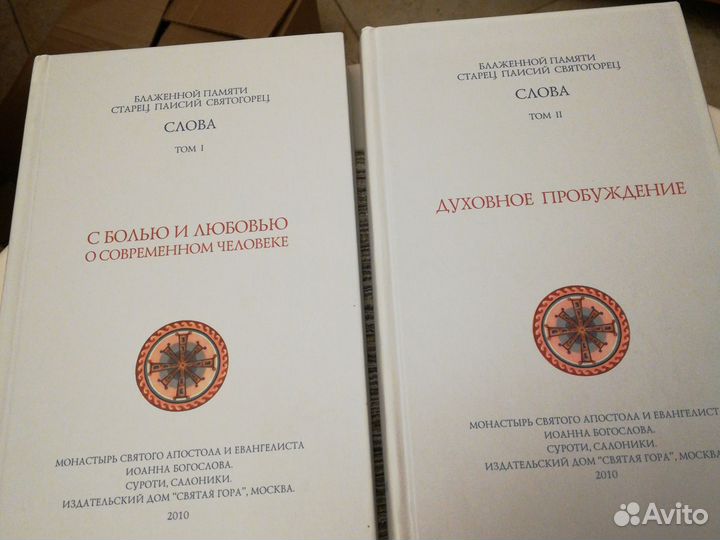 БЛАЖЕННОЙ ПАМЯТИ
СТАРЕЦ ПАИСИЙ СВЯТОГОРЕЦ
СЛОВА
ТОМ I
С БОЛЬЮ И ЛЮБОВЬЮ
О СОВРЕМЕННОМ ЧЕЛОВЕКЕ
МОНАСТЫРЬ СВЯТОГО АПОСТОЛА И ЕВАНГЕЛИСТА
ИОАННА БОГОСЛОВА.
СУРОТИ, САЛОНИКИ.
ИЗДАТЕЛЬСКИЙ ДОМ "СВЯТАЯ ГОРА", МОСКВА.
2010
БЛАЖЕННОЙ ПАМЯТИ
СТАРЕЦ ПАИСИЙ СВЯТОГОРЕЦ
СЛОВА
ТОМ II
ДУХОВНОЕ ПРОБУЖДЕНИЕ
МОНАСТЫРЬ СВЯТОГО АПОСТОЛА И ЕВАНГЕЛИСТА
ИОАННА БОГОСЛОВА.
СУРОТИ, САЛОНИКИ.
ИЗДАТЕЛЬСКИЙ ДОМ "СВЯТАЯ ГОРА", МОСКВА.
2010
Avito